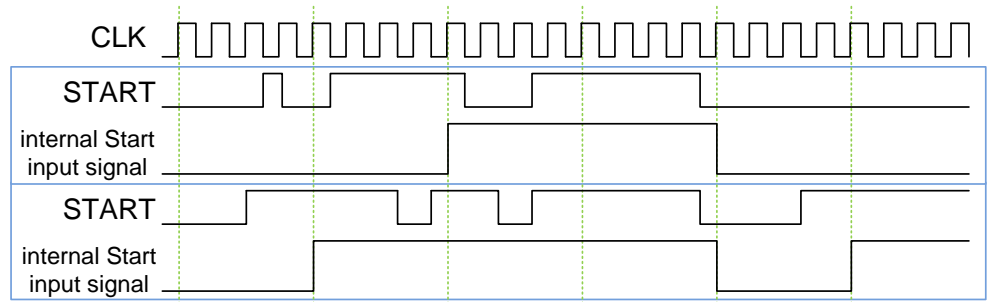 CLK
START
internal Start
input signal
START
internal Start
input signal